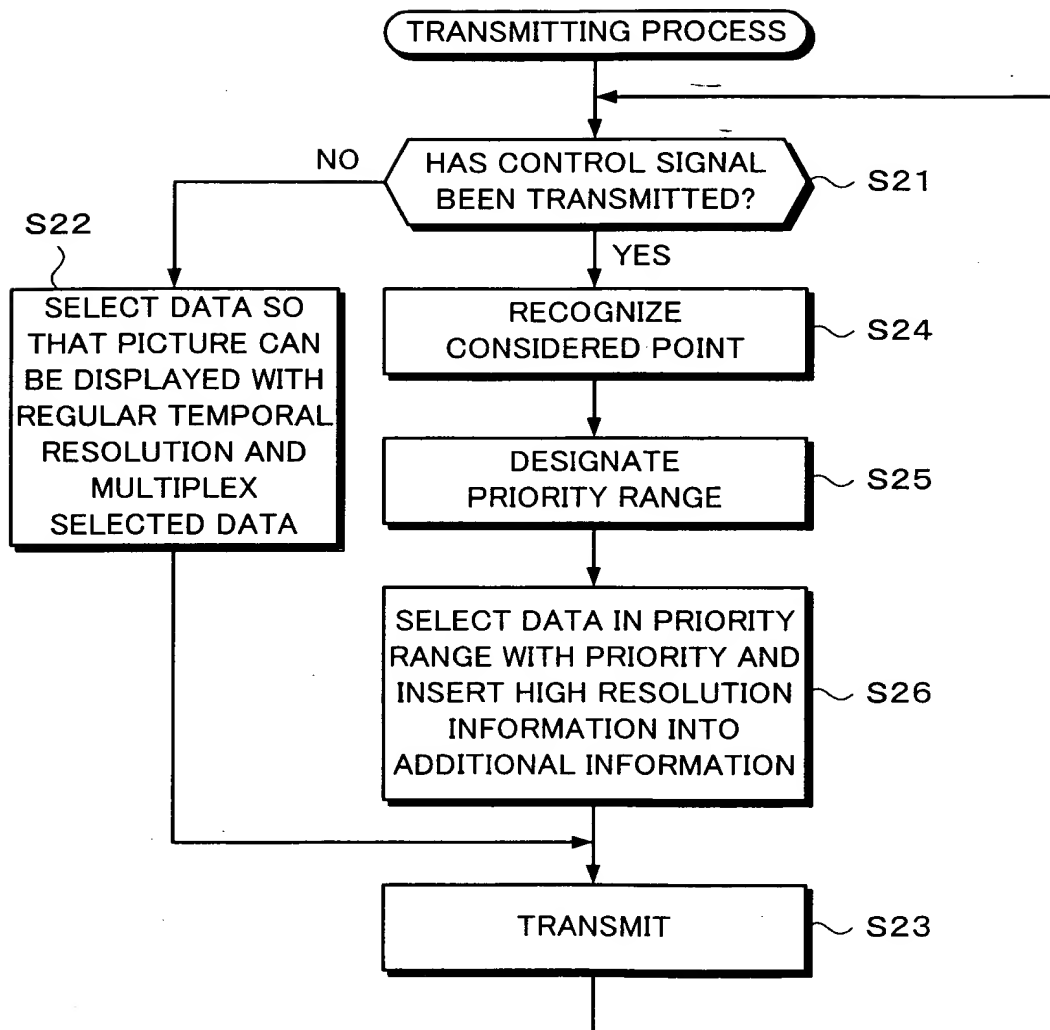 TRANSMITTING PROCESS
HAS CONTROL SIGNAL
BEEN TRANSMITTED?
S21
NO
YES
S22
SELECT DATA SO
THAT PICTURE CAN
BE DISPLAYED WITH
REGULAR TEMPORAL
RESOLUTION AND
MULTIPLEX
SELECTED DATA
RECOGNIZE
CONSIDERED POINT
S24
DESIGNATE
PRIORITY RANGE
S25
SELECT DATA IN PRIORITY
RANGE WITH PRIORITY AND
INSERT HIGH RESOLUTION
INFORMATION INTO
ADDITIONAL INFORMATION
S26
TRANSMIT
S23